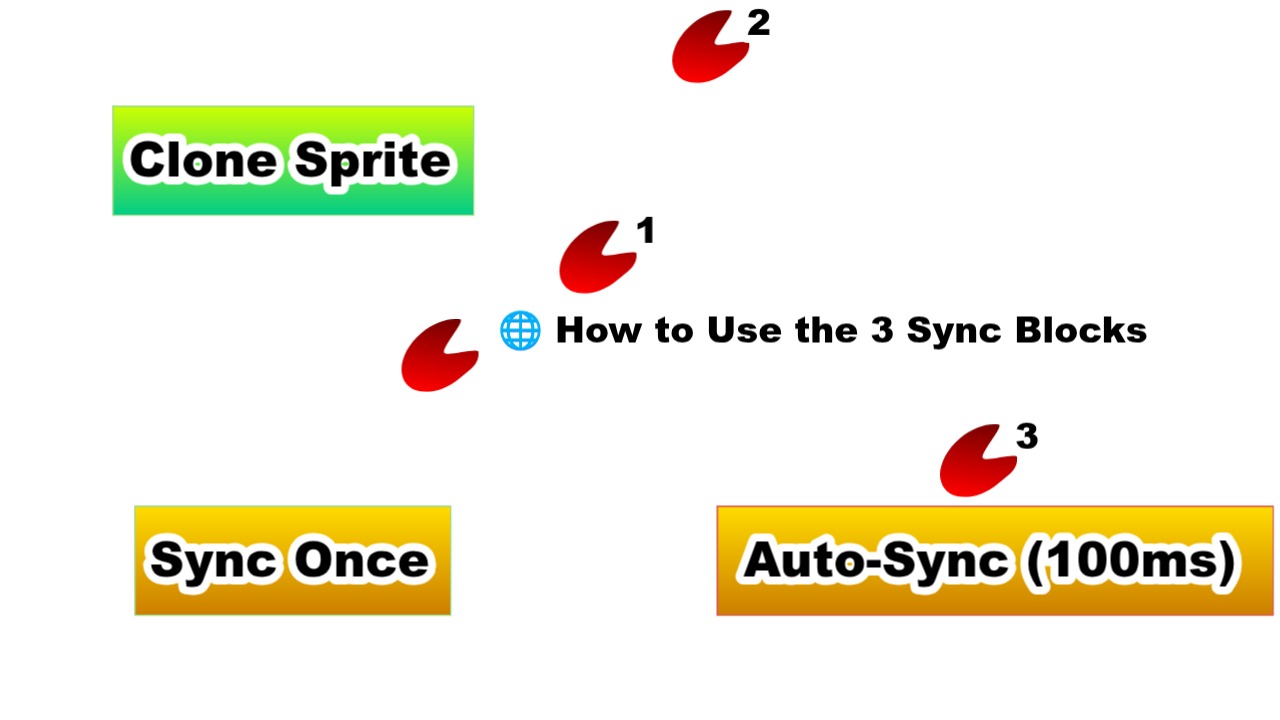 2
Clone Sprite
1
🌐 How to Use the 3 Sync Blocks
3
Sync Once
Auto-Sync (100ms)